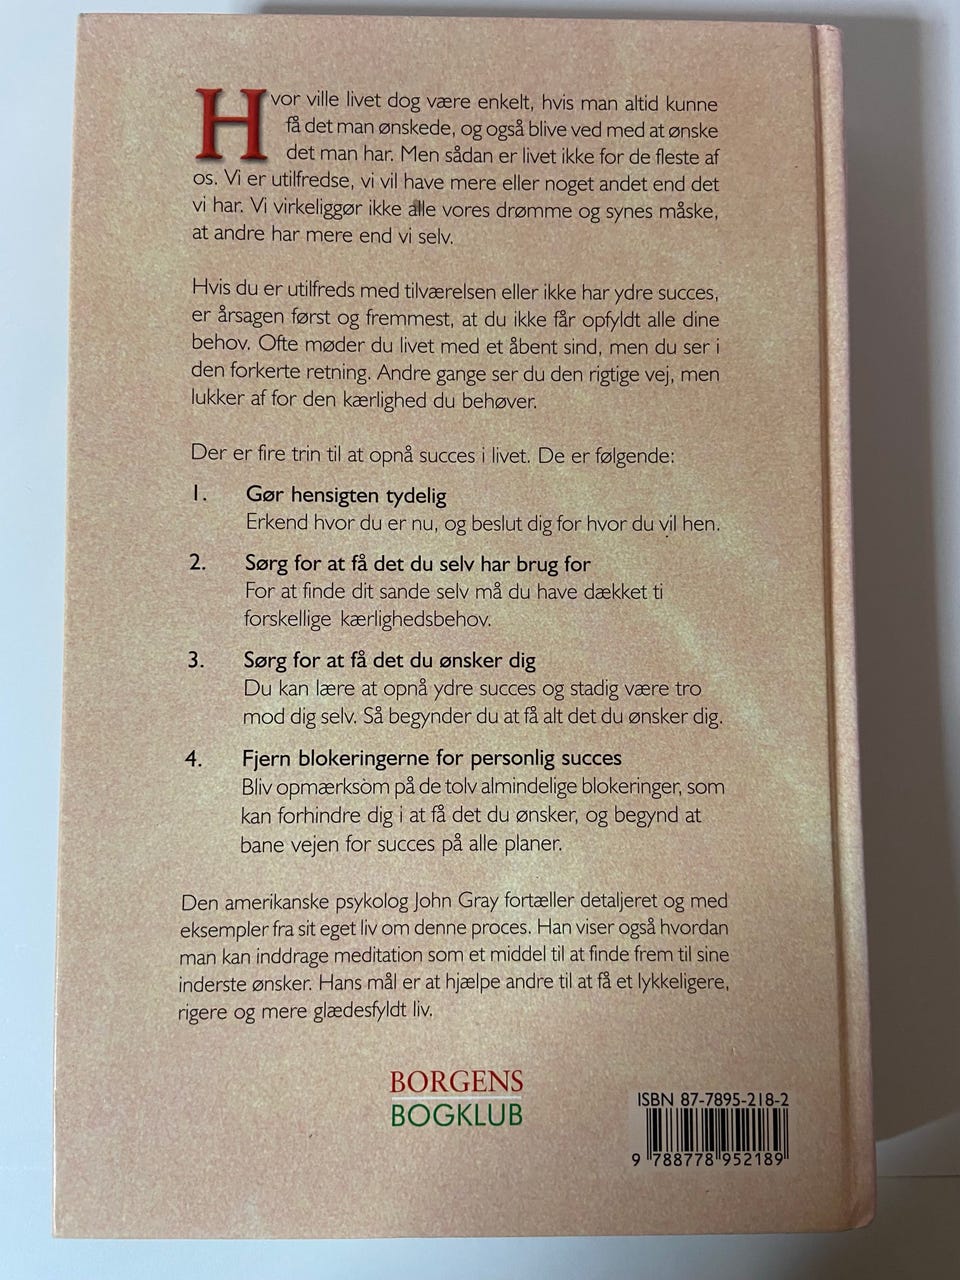 Hvor ville livet dog være enkelt, hvis man altid kunne
få det man ønskede, og også blive ved med at ønske
det man har. Men sådan er livet ikke for de fleste af
os. Vi er utilfredse, vi vil have mere eller noget andet end det
vi har. Vi virkeliggør ikke alle vores drømme og synes måske,
at andre har mere end vi selv.
Hvis du er utilfreds med tilværelsen eller ikke har ydre succes,
er årsagen først og fremmest, at du ikke får opfyldt alle dine
behov. Ofte møder du livet med et åbent sind, men du ser i
den forkerte retning. Andre gange ser du den rigtige vej, men
lukker af for den kærlighed du behøver.
Der er fire trin til at opnå succes i livet. De er følgende:
1. Gør hensigten tydelig
Erkend hvor du er nu, og beslut dig for hvor du vil hen.
2. Sørg for at få det du selv har brug for
For at finde dit sande selv må du have dækket ti
forskellige kærlighedsbehov.
3. Sørg for at få det du ønsker dig
Du kan lære at opnå ydre succes og stadig være tro
mod dig selv. Så begynder du at få alt det du ønsker dig.
4. Fjern blokeringerne for personlig succes
Bliv opmærksom på de tolv almindelige blokeringer, som
kan forhindre dig i at få det du ønsker, og begynd at
bane vejen for succes på alle planer.
Den amerikanske psykolog John Gray fortæller detaljeret og med
eksempler fra sit eget liv om denne proces. Han viser også hvordan
man kan inddrage meditation som et middel til at finde frem til sine
inderste ønsker. Hans mål er at hjælpe andre til at få et lykkeligere,
rigere og mere glædesfyldt liv.
BORGENS
BOGKLUB
ISBN 87-7895-218-2
9 788778 952189